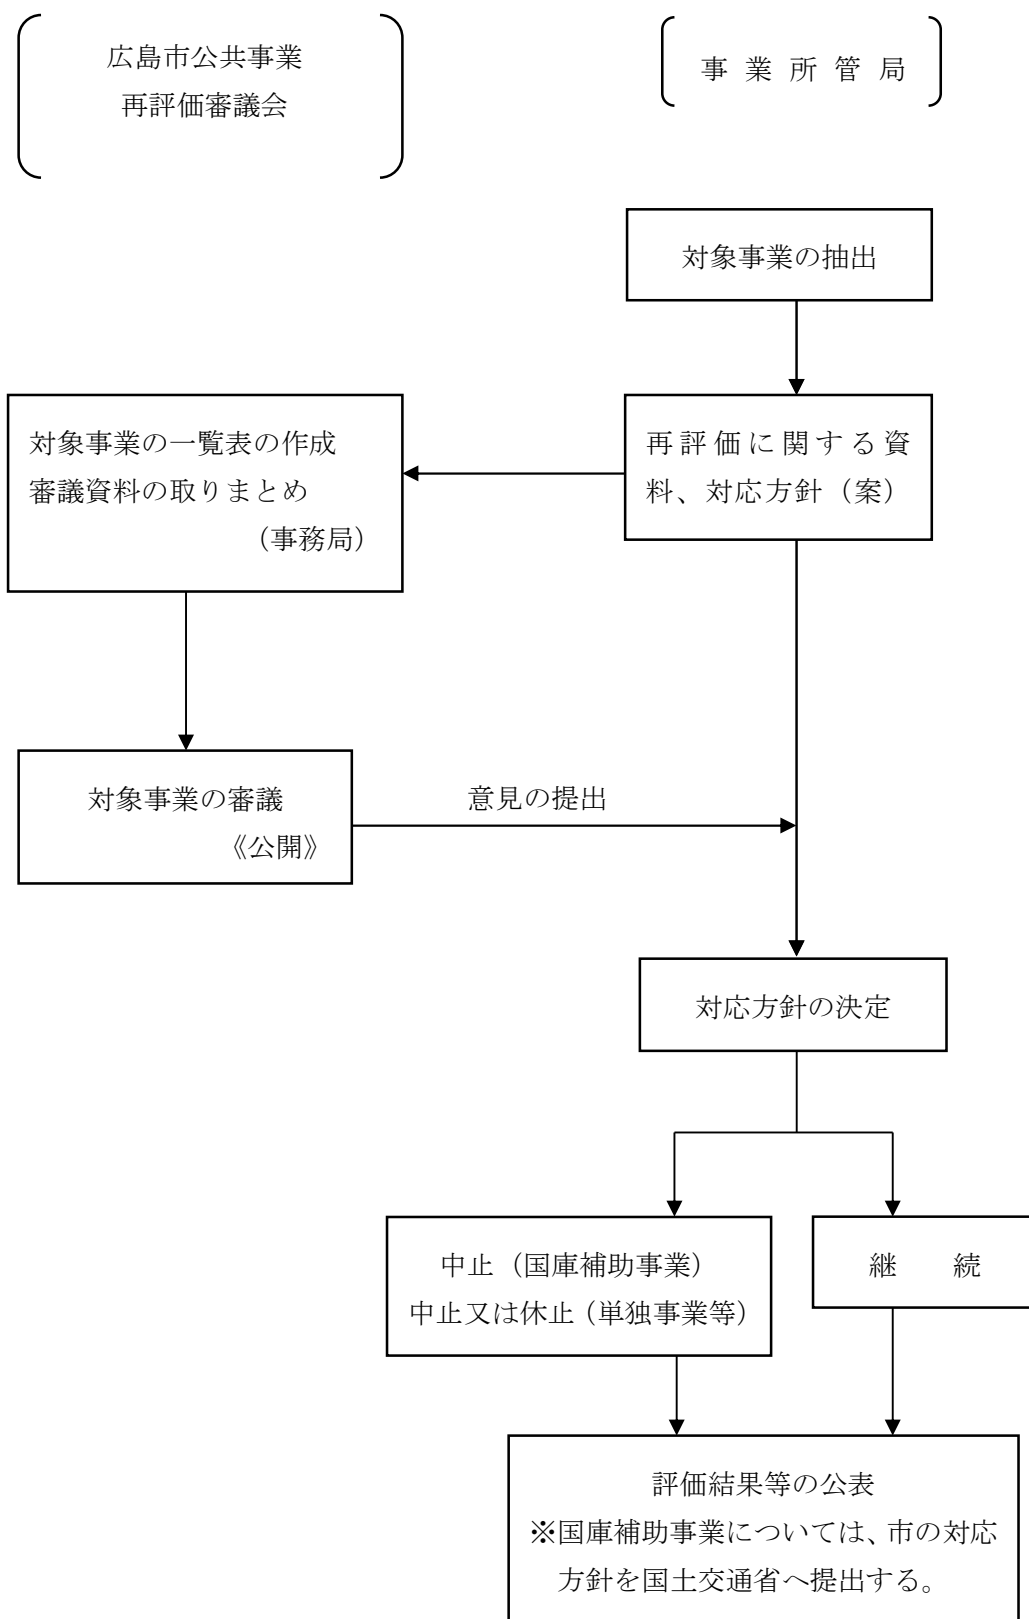 広島市公共事業
再評価審議会
事業所管局
対象事業の抽出
対象事業の一覧表の作成
審議資料の取りまとめ
（事務局）
再評価に関する資
料、対応方針（案）
対象事業の審議
《公開》
意見の提出
対応方針の決定
中止（国庫補助事業）
中止又は休止（単独事業等）
継　　続
評価結果等の公表
※国庫補助事業については、市の対応
方針を国土交通省へ提出する。